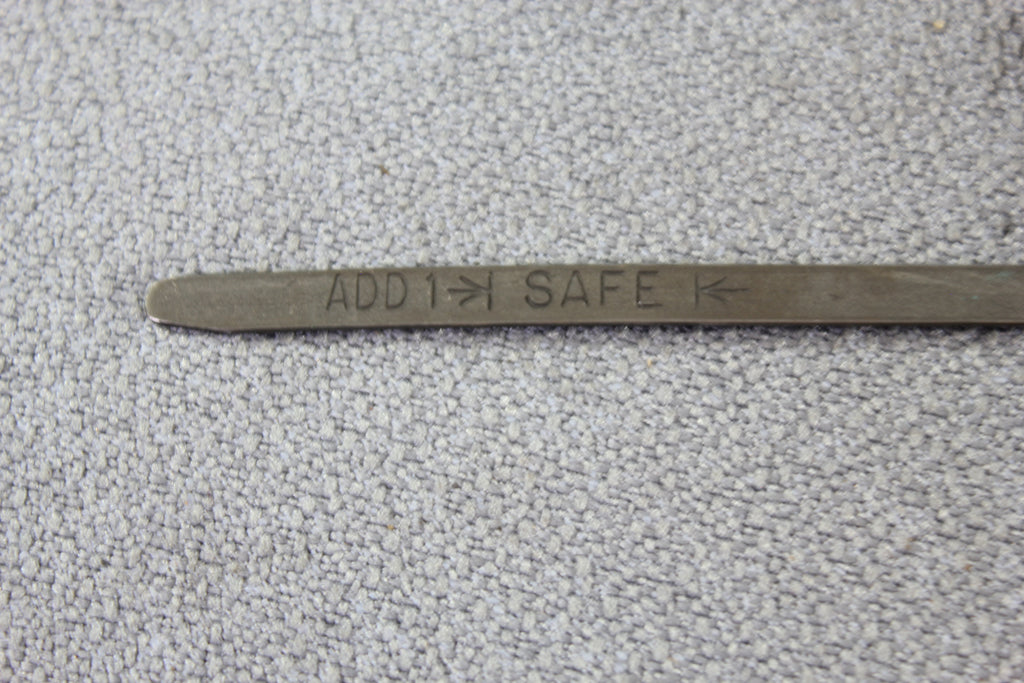 ADD 1 →| SAFE |←